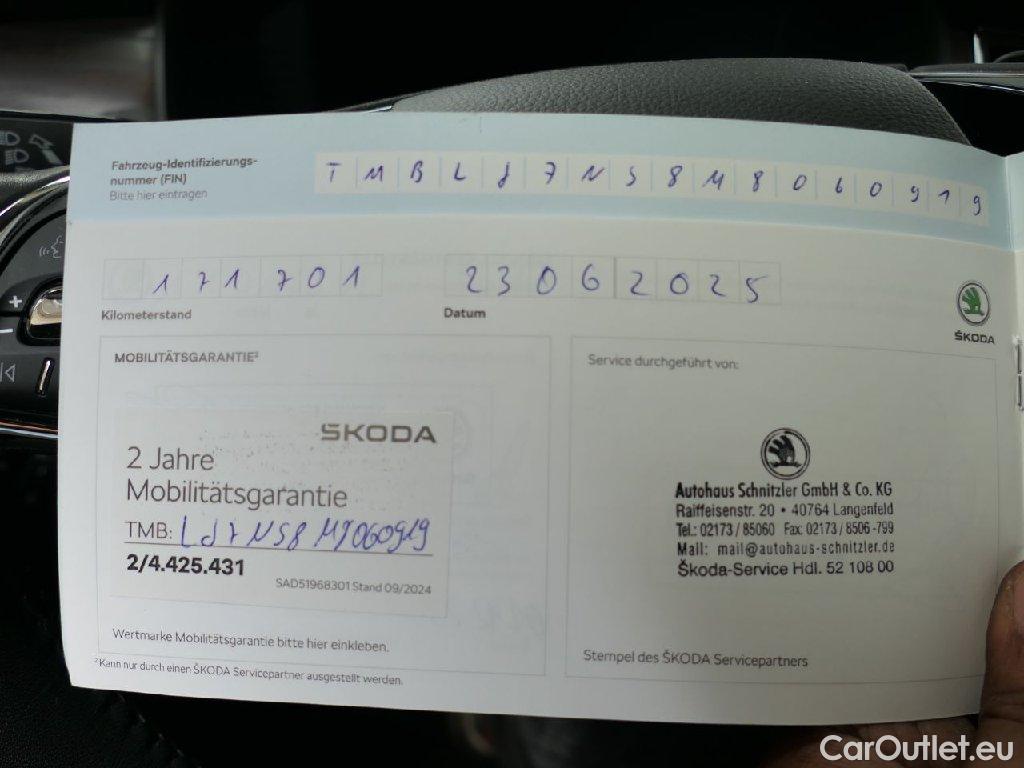 Fahrzeug-Identifizierungs-
nummer (FIN)
Bitte hier eintragen
T M B L J 7 N S 8 M 8 0 6 0 9 1 9
171701
23062025
Kilometerstand
Datum
ŠKODA
MOBILITÄTSGARANTIE²
Service durchgeführt von:
ŠKODA
2 Jahre
Mobilitätsgarantie
TMB: LJ7NS8M8060919
2/4.425.431
SAD51968301 Stand 09/2024
Autohaus Schnitzler GmbH & Co. KG
Raiffeisenstr. 20 • 40764 Langenfeld
Tel.: 02173/85060 Fax: 02173/8506-799
Mail: mail@autohaus-schnitzler.de
Škoda-Service Hdl. 52 108 00
Wertmarke Mobilitätsgarantie bitte hier einkleben.
Stempel des ŠKODA Servicepartners
²Kann nur durch einen ŠKODA Servicepartner ausgestellt werden.
CarOutlet.eu